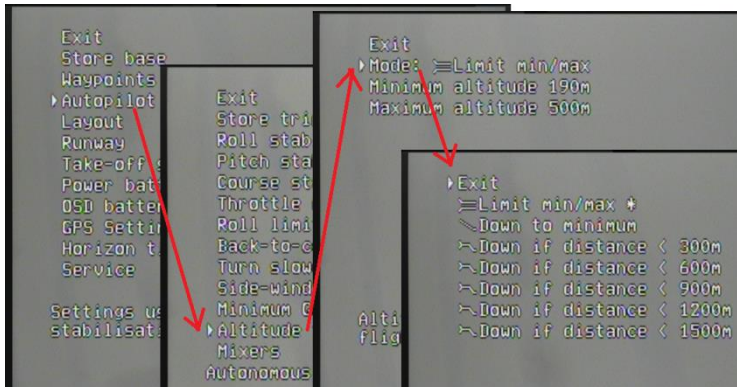 Exit
Store base
Waypoints
Autopilot
Layout
Runway
Take-off
Power bat
OSD batter
GPS Settin
Horizon t
Service
Settings us
stabilisat
Exit
Store tri
Roll stab
Pitch sta
Course st
Throttle
Roll limi
Back-to-c
Turn slow
Side-wind
Minimum
Altitude
Mixers
Autonomous
Exit
Mode: Limit min/max
Minimum altitude 190m
Maximum altitude 500m
Alti
flig
Exit
Limit min/max *
Down to minimum
Down if distance < 300m
Down if distance < 600m
Down if distance < 900m
Down if distance < 1200m
Down if distance < 1500m